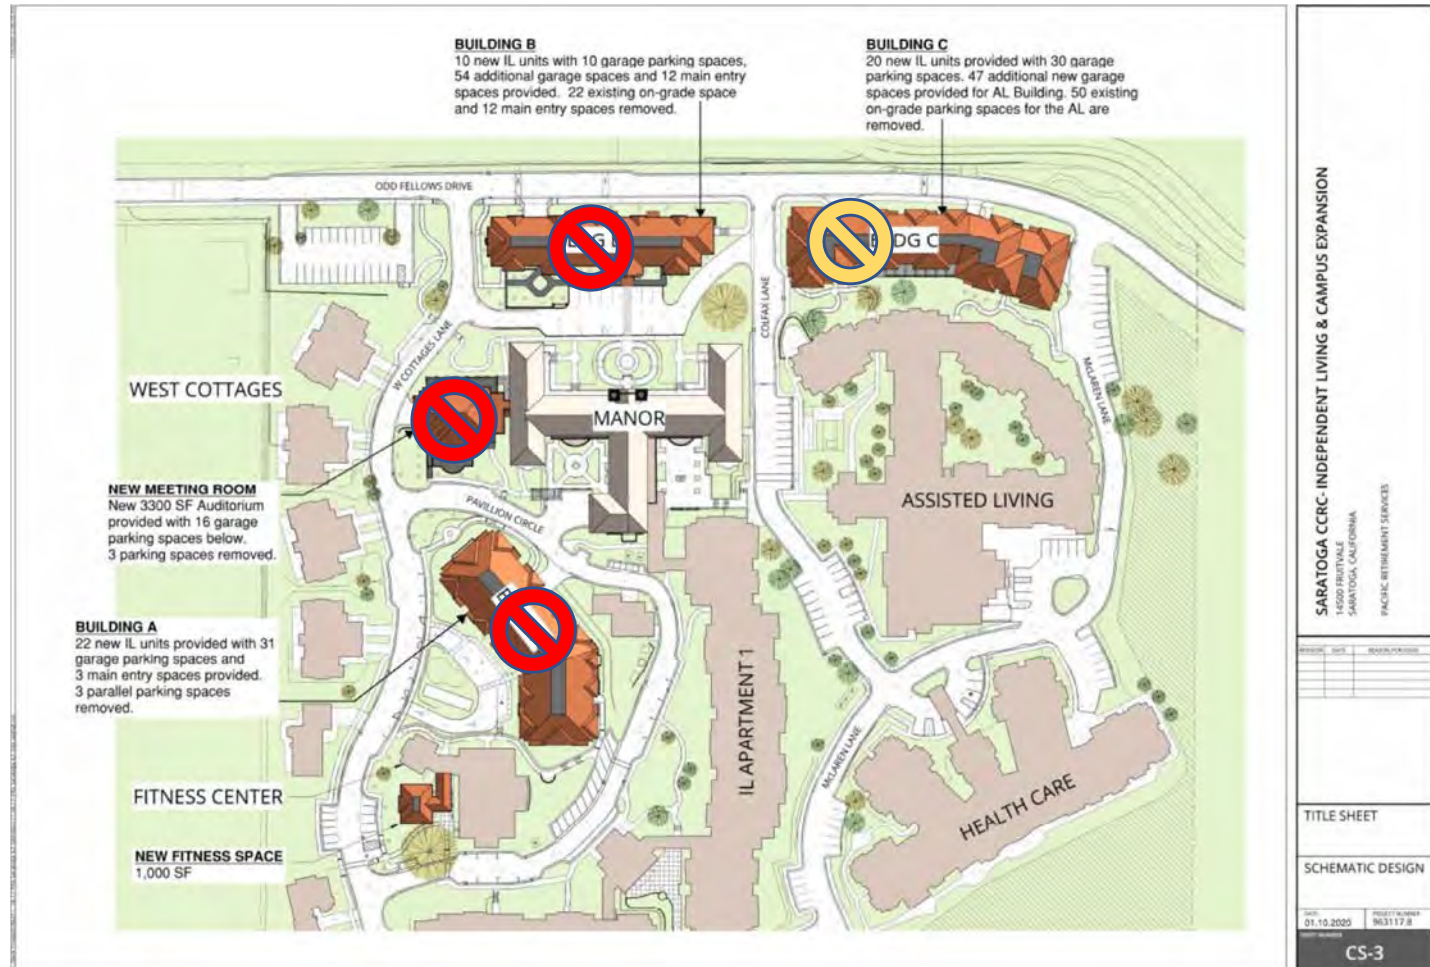 BUILDING B
10 new IL units with 10 garage parking spaces,
54 additional garage spaces and 12 main entry
spaces provided.  22 existing on-grade space
and 12 main entry spaces removed.
BUILDING C
20 new IL units provided with 30 garage
parking spaces. 47 additional new garage
spaces provided for AL Building. 50 existing
on-grade parking spaces for the AL are
removed.
ODD FELLOWS DRIVE
DG C
COLFAX LANE
W COTTAGES LANE
WEST COTTAGES
MANOR
McLAREN LANE
NEW MEETING ROOM
New 3300 SF Auditorium
provided with 16 garage
parking spaces below.
3 parking spaces removed.
PAVILLION CIRCLE
ASSISTED LIVING
BUILDING A
22 new IL units provided with 31
garage parking spaces and
3 main entry spaces provided.
3 parallel parking spaces
removed.
IL APARTMENT 1
McLAREN LANE
HEALTH CARE
FITNESS CENTER
NEW FITNESS SPACE
1,000 SF
SARATOGA CCRC- INDEPENDENT LIVING & CAMPUS EXPANSION
14500 FRUITVALE
SARATOGA, CALIFORNIA
PACIFIC RETIREMENT SERVICES
TITLE SHEET
SCHEMATIC DESIGN
DATE
01.10.2020
PROJECT NUMBER
963117.8
CS-3